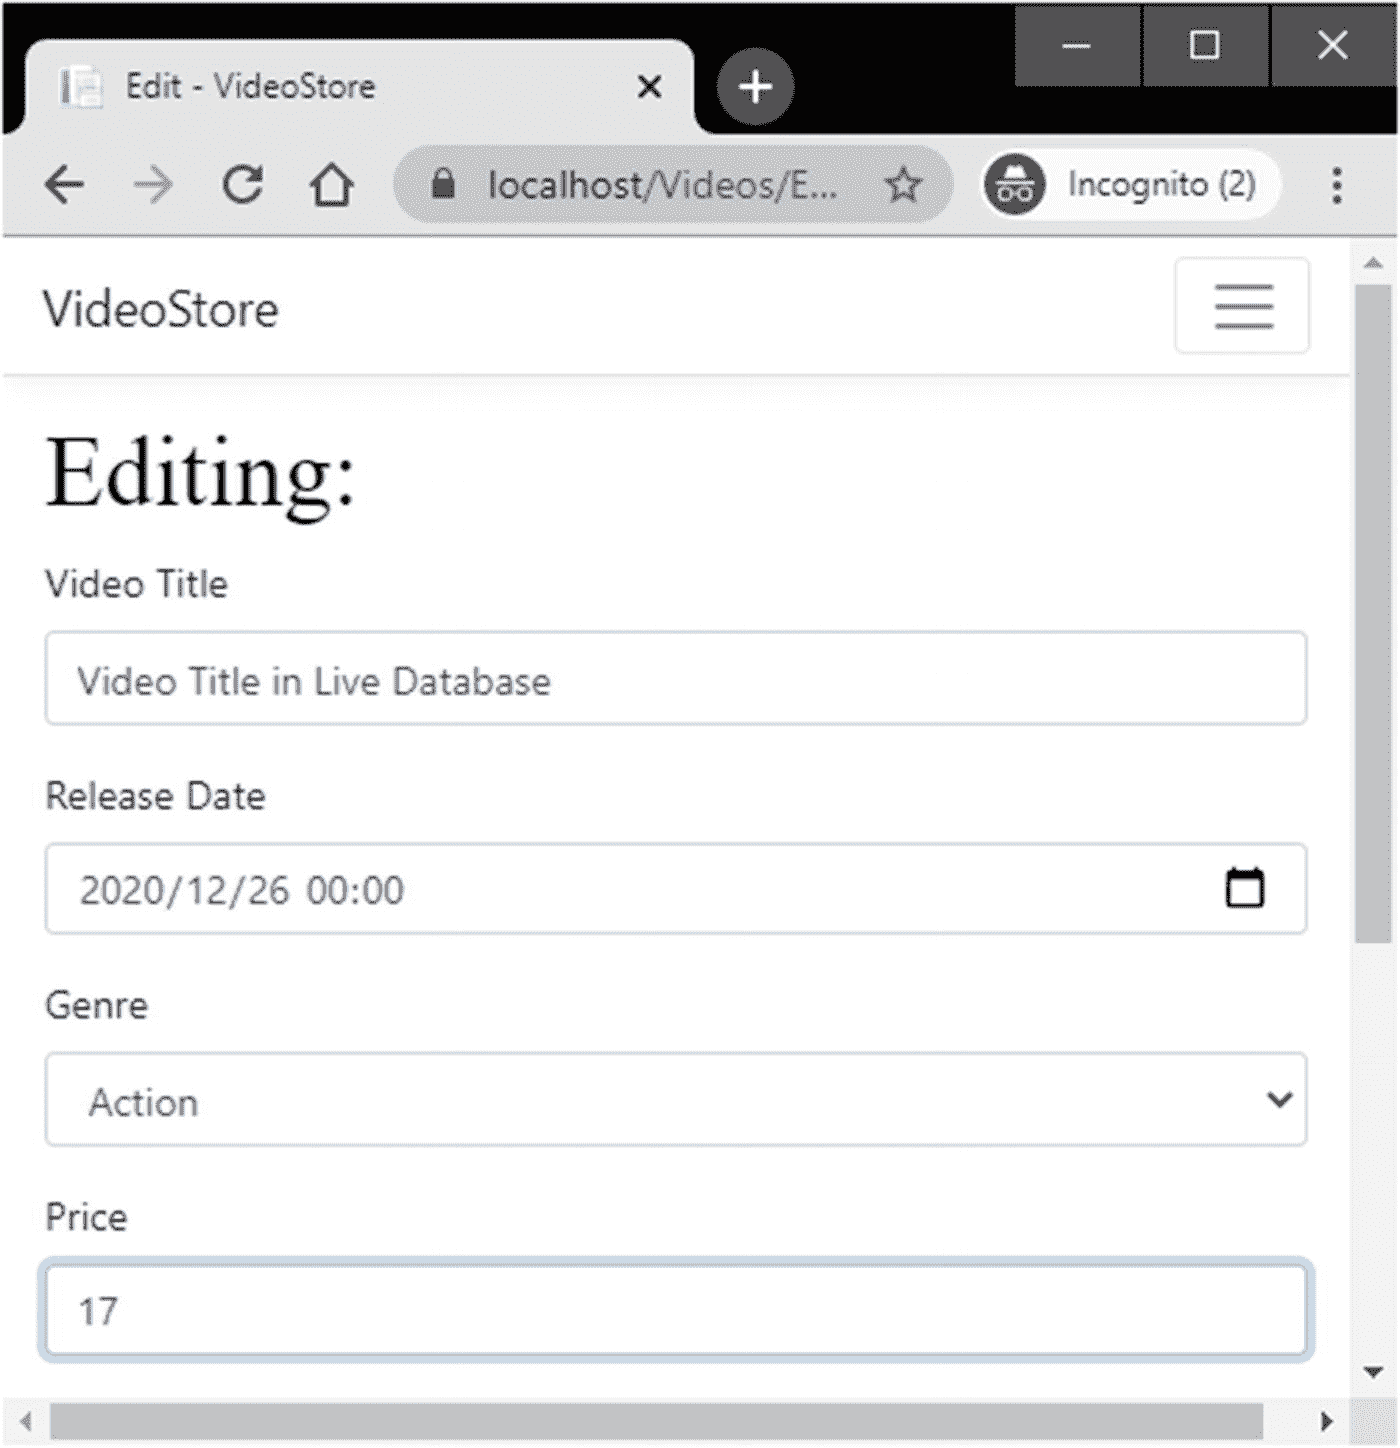 Edit - VideoStore
localhost/Videos/E...
Incognito (2)
VideoStore
Editing:
Video Title
Video Title in Live Database
Release Date
2020/12/26 00:00
Genre
Action
Price
17